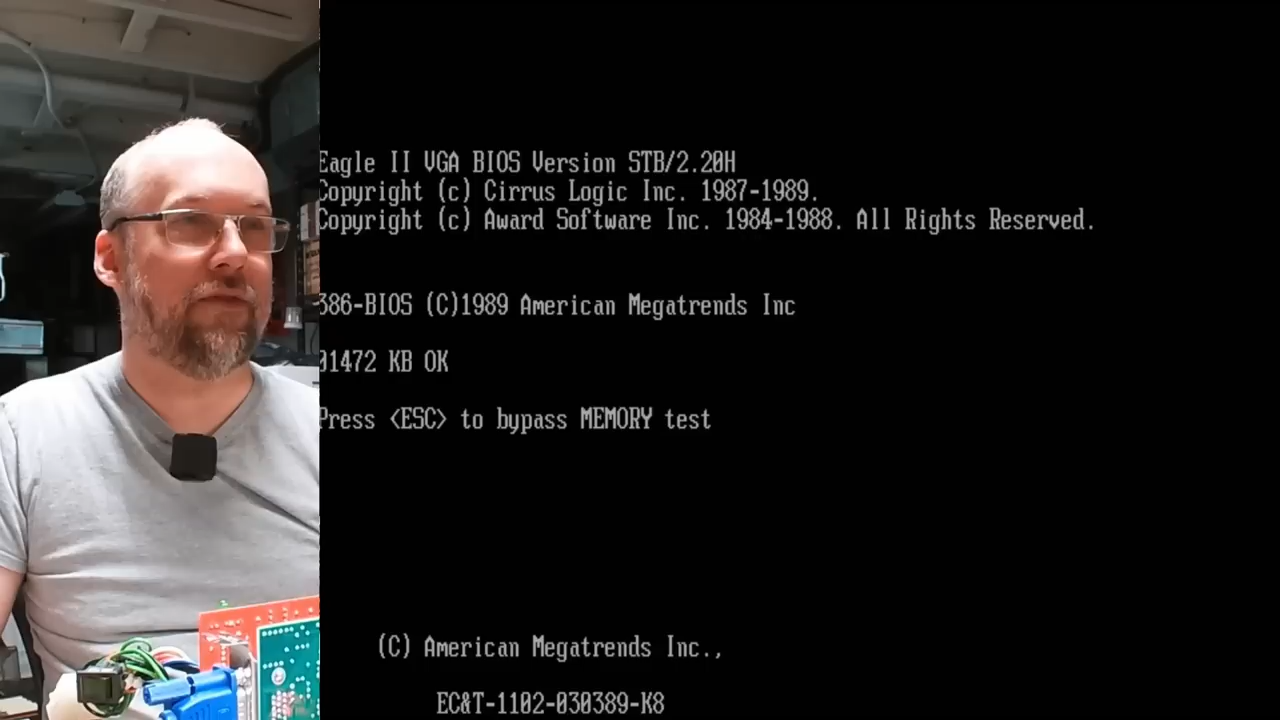 Eagle II VGA BIOS Version STB/2.20H
Copyright (c) Cirrus Logic Inc. 1987-1989.
Copyright (c) Award Software Inc. 1984-1988. All Rights Reserved.
386-BIOS (C)1989 American Megatrends Inc
01472 KB OK
Press <ESC> to bypass MEMORY test
(C) American Megatrends Inc.,
EC&T-1102-030389-K8